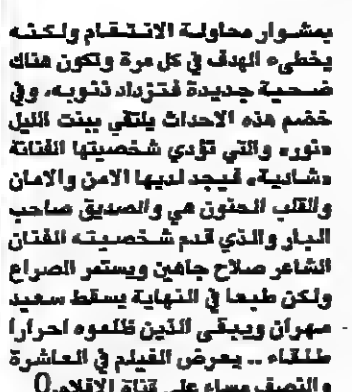 بمشوار محاولة الانتقام ولكنه
يخطىء الهدف في كل مرة وتكون هناك
ضحية جديدة فتزداد ذنوبه، وفي
خضم هذه الاحداث يلتقي ببنت الليل
«نور» والتي تؤدي شخصيتها الفنانة
«شادية» فيجد لديها الامن والامان
والقلب الحنون هي والصديق صاحب
البار والذي قدم شخصيته الفنان
الشاعر صلاح جاهين ويستمر الصراع
ولكن طبعا في النهاية يسقط سعيد
مهران ويبقى الذين ظلموه احرارا
طلقاء .. يعرض الفيلم في العاشرة
والنصف مساء على قناة الافلام.